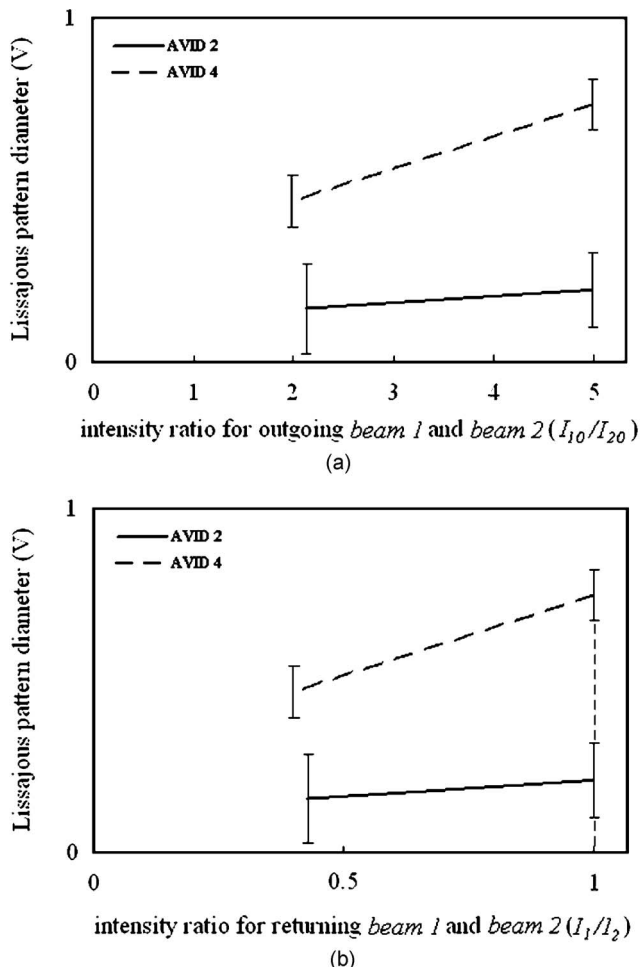 1
AVID 2
AVID 4
Lissajous pattern diameter (V)
0
0 1 2 3 4 5
intensity ratio for outgoing beam 1 and beam 2 (I10/I20)
(a)
1
AVID 2
AVID 4
Lissajous pattern diameter (V)
0
0 0.5 1
intensity ratio for returning beam 1 and beam 2 (I1/I2)
(b)